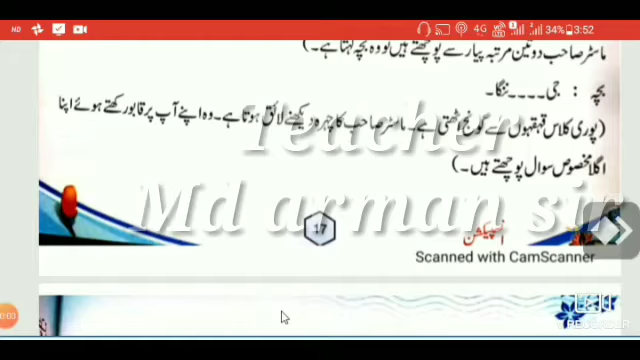 HD 4G 34% 3:52
ماسٹر صاحب دو تین مرتبہ پیار سے پوچھتے ہیں تو وہ بچہ کہتا ہے۔)
بچہ : جی ۔۔۔۔ ننگا۔
(پوری کلاس قہقہوں سے گونج اٹھتی ہے۔ ماسٹر صاحب کا چہرہ دیکھنے لائق ہوتا ہے۔ وہ اپنے آپ پر قابو رکھتے ہوئے اپنا
اگلا مخصوص سوال پوچھتے ہیں۔)
Teacher
Md arman sir
17
انسپیکشن
Scanned with CamScanner
RECORDER